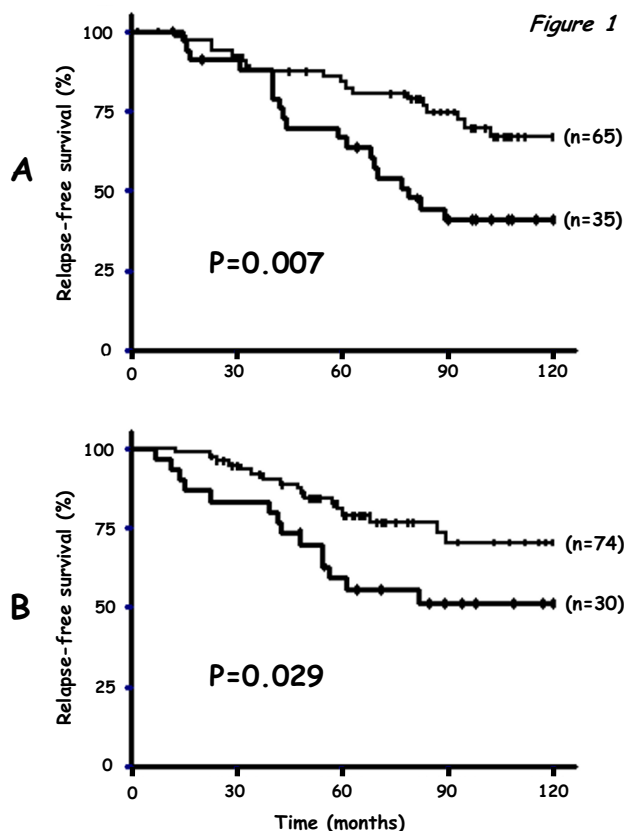 Figure 1
A
Relapse-free survival (%)
100
75
50
25
0
(n=65)
(n=35)
P=0.007
0 30 60 90 120
B
Relapse-free survival (%)
100
75
50
25
0
(n=74)
(n=30)
P=0.029
0 30 60 90 120
Time (months)